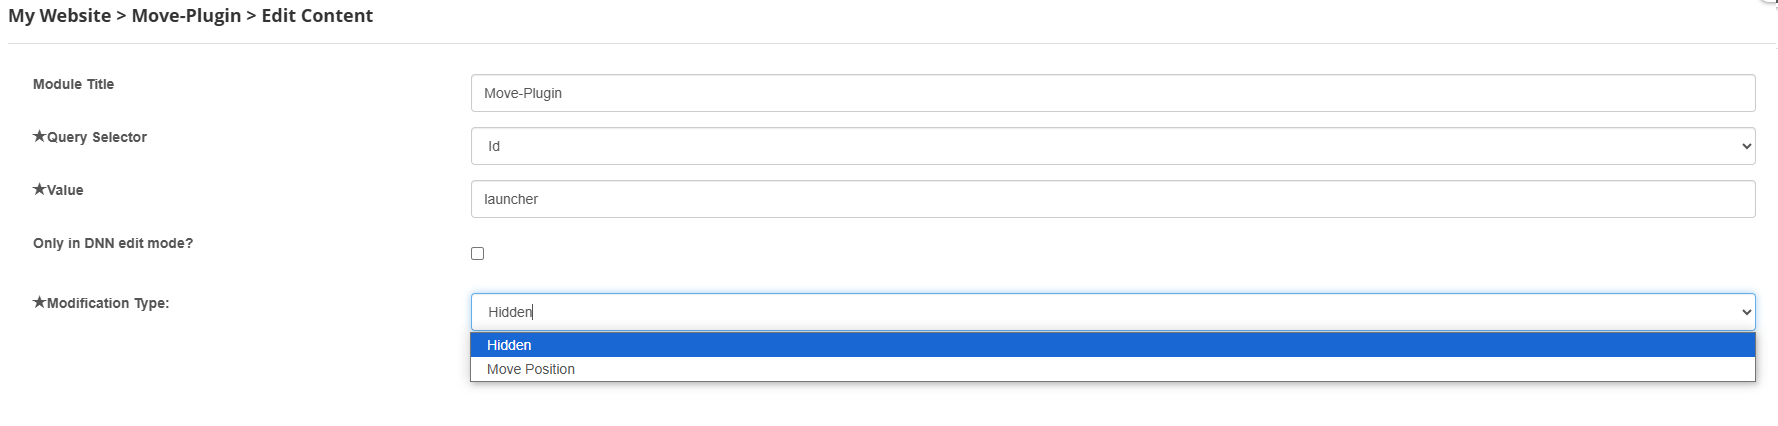 My Website > Move-Plugin > Edit Content
Module Title
Move-Plugin
★Query Selector
Id
★Value
launcher
Only in DNN edit mode?
★Modification Type:
Hidden
Hidden
Move Position